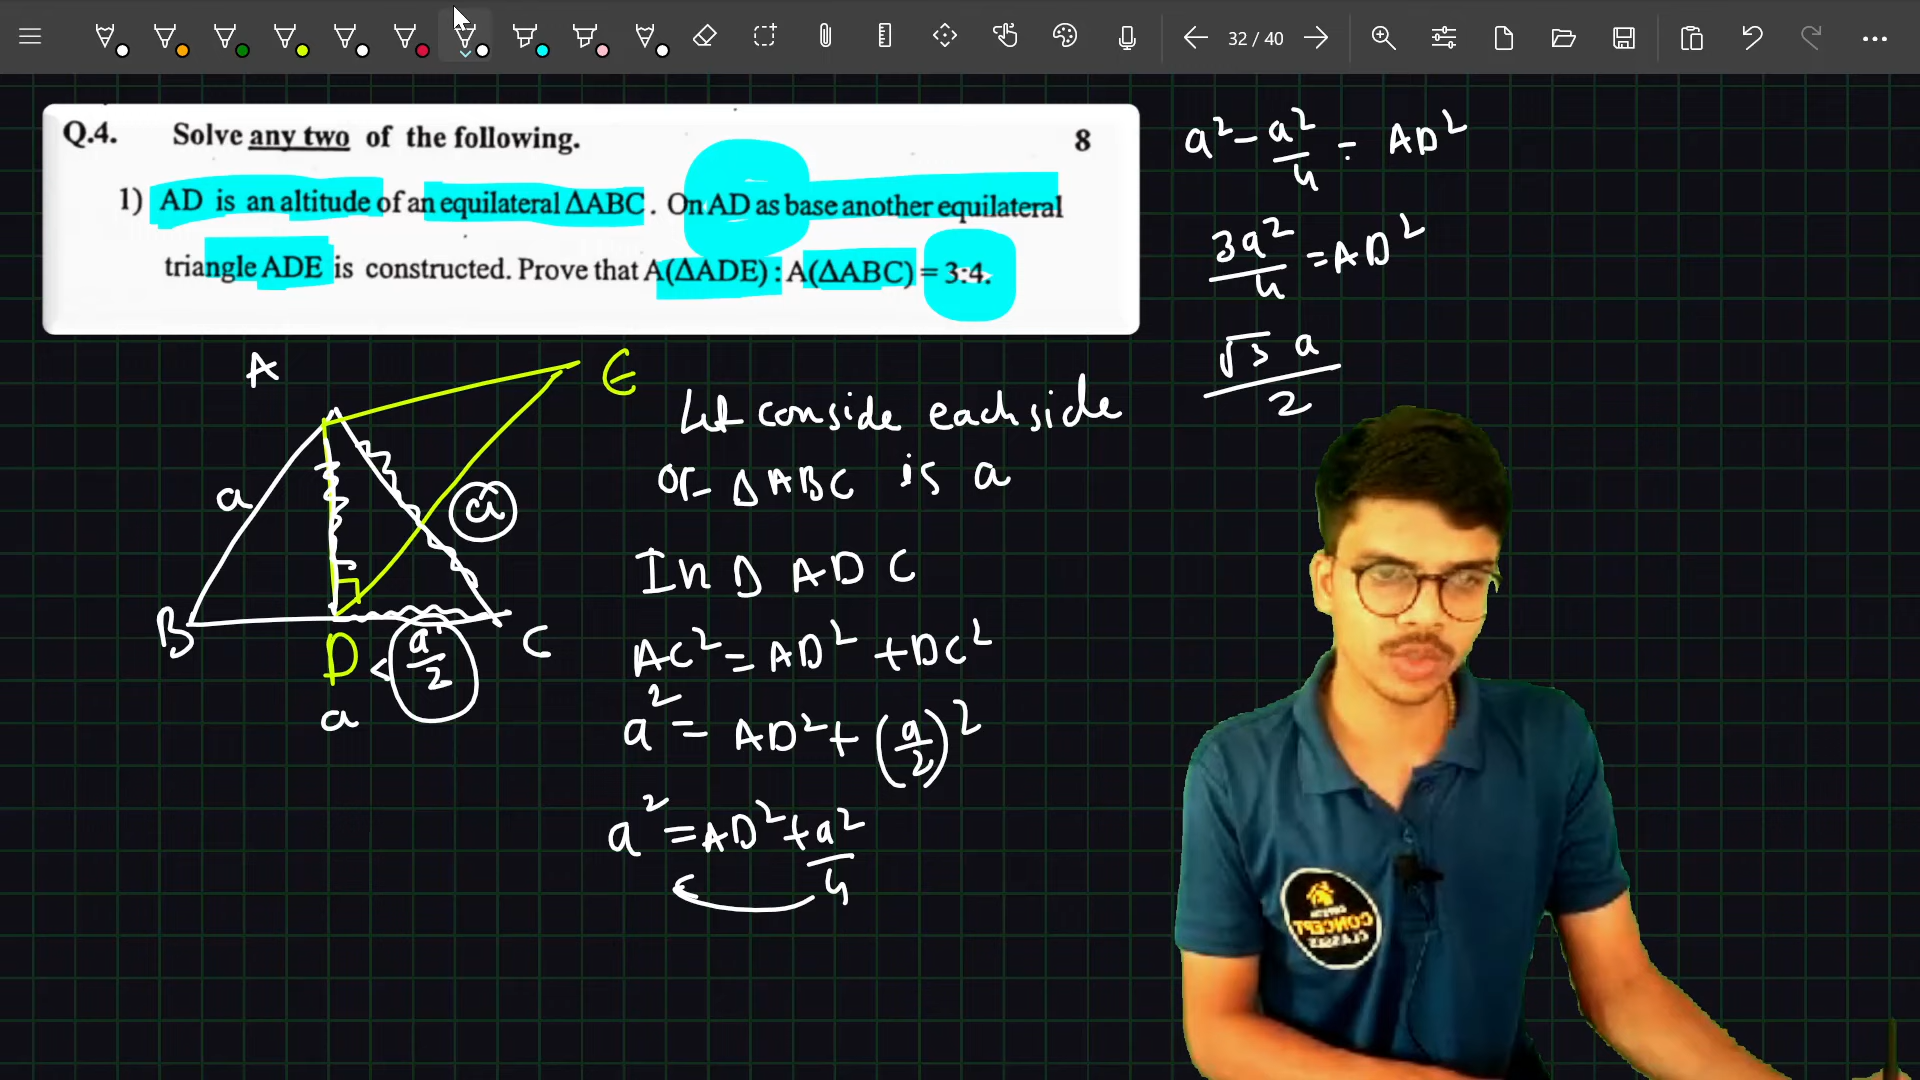 32 / 40
Q.4. Solve any two of the following. 8
1) AD is an altitude of an equilateral ΔABC . On AD as base another equilateral
triangle ADE is constructed. Prove that A(ΔADE) : A(ΔABC) = 3:4.
A
E
a
a
B
D
a/2
C
a
Let conside each side
of Δ ABC is a
In Δ ADC
AC² = AD² + DC²
a² = AD² + (a/2)²
a² = AD² + a²/4
a² - a²/4 = AD²
3a²/4 = AD²
√3 a/2
CONCEPT
CLASSES